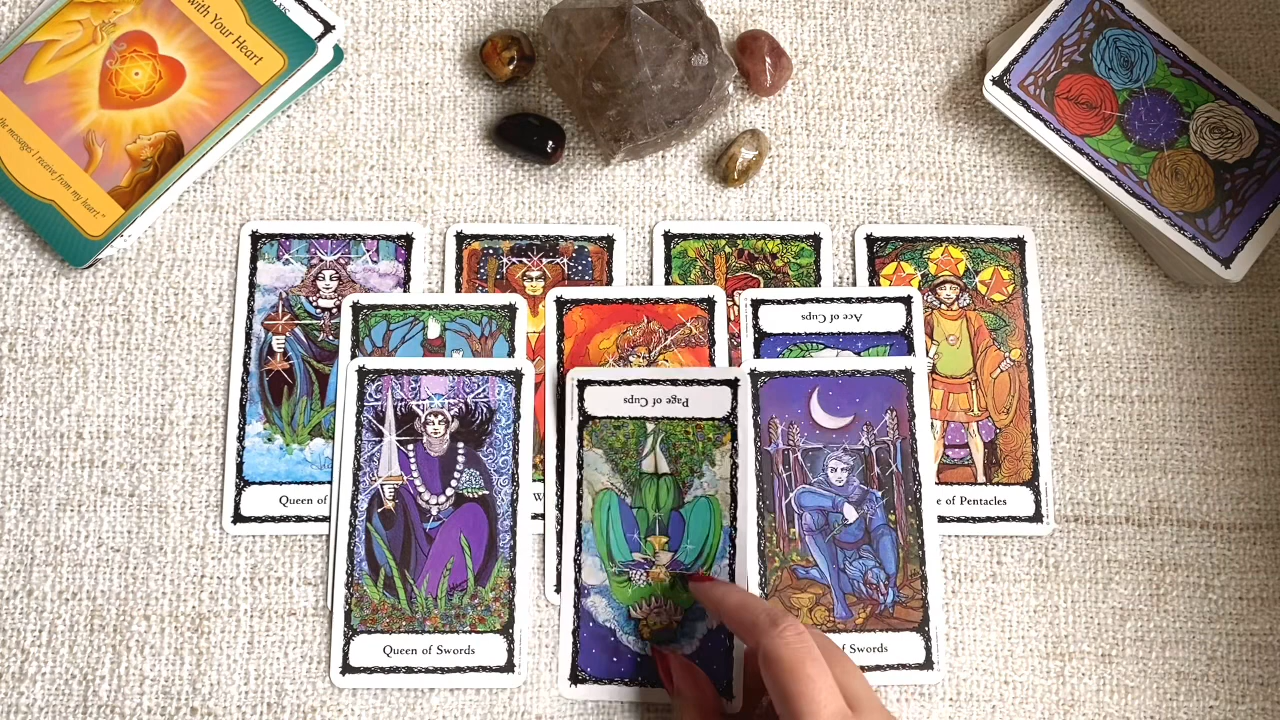 with Your Heart
the messages I receive from my heart."
Ace of Cups
Queen of
W
e of Pentacles
Page of Cups
Queen of Swords
f Swords